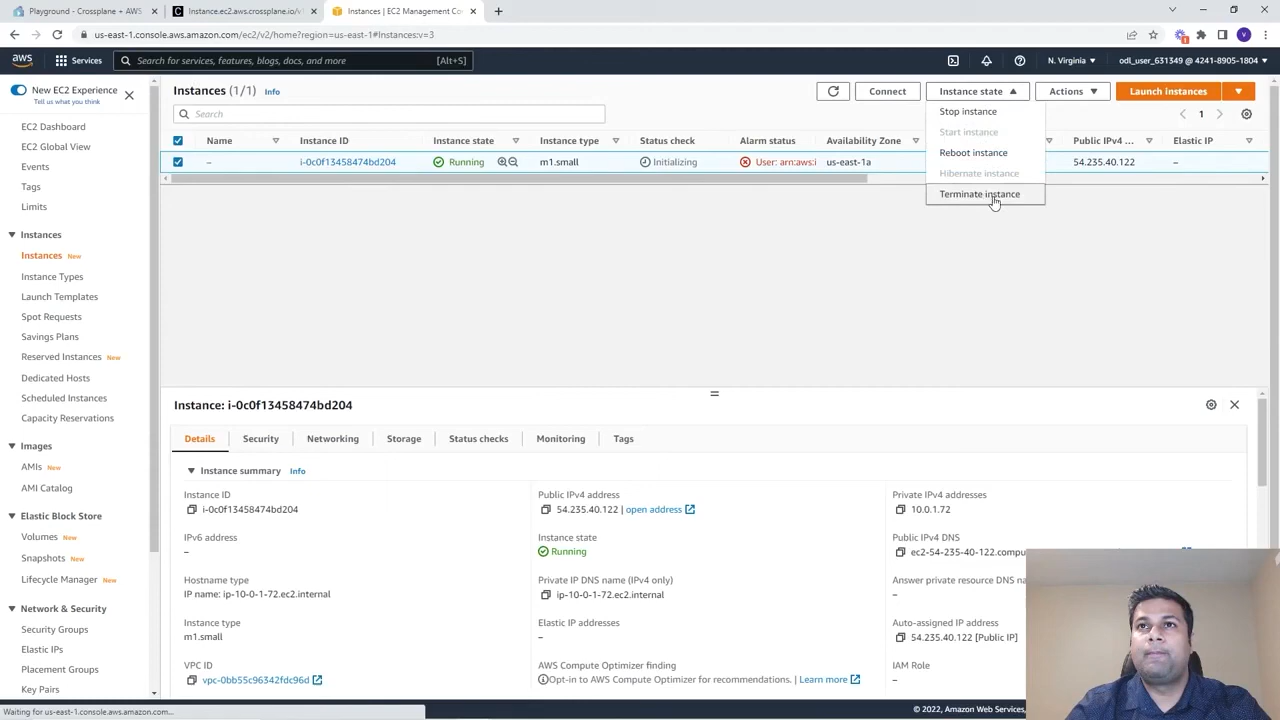 Playground - Crossplane + AWS
Instance.ec2.aws.crossplane.io/v
Instances | EC2 Management Co
us-east-1.console.aws.amazon.com/ec2/v2/home?region=us-east-1#Instances:v=3
aws Services Search for services, features, blogs, docs, and more [Alt+S] N. Virginia odl_user_631349 @ 4241-8905-1804
New EC2 Experience
Tell us what you think
EC2 Dashboard
EC2 Global View
Events
Tags
Limits
Instances
Instances New
Instance Types
Launch Templates
Spot Requests
Savings Plans
Reserved Instances New
Dedicated Hosts
Scheduled Instances
Capacity Reservations
Images
AMIs New
AMI Catalog
Elastic Block Store
Volumes New
Snapshots New
Lifecycle Manager New
Network & Security
Security Groups
Elastic IPs
Placement Groups
Key Pairs
Instances (1/1) Info
Connect Instance state Actions Launch instances
Search
1
Stop instance
Start instance
Reboot instance
Hibernate instance
Terminate instance
Name Instance ID Instance state Instance type Status check Alarm status Availability Zone Public IPv4 ... Elastic IP
– i-0c0f13458474bd204 Running m1.small Initializing User: arn:aws:i us-east-1a 54.235.40.122 –
Instance: i-0c0f13458474bd204
Details Security Networking Storage Status checks Monitoring Tags
Instance summary Info
Instance ID
i-0c0f13458474bd204
Public IPv4 address
54.235.40.122 | open address
Private IPv4 addresses
10.0.1.72
IPv6 address
–
Instance state
Running
Public IPv4 DNS
ec2-54-235-40-122.compu
Hostname type
IP name: ip-10-0-1-72.ec2.internal
Private IP DNS name (IPv4 only)
ip-10-0-1-72.ec2.internal
Answer private resource DNS na
–
Instance type
m1.small
Elastic IP addresses
–
Auto-assigned IP address
54.235.40.122 [Public IP]
VPC ID
vpc-0bb55c96342fdc96d
AWS Compute Optimizer finding
Opt-in to AWS Compute Optimizer for recommendations. | Learn more
IAM Role
–
Waiting for us-east-1.console.aws.amazon.com...
© 2022, Amazon Web Services,